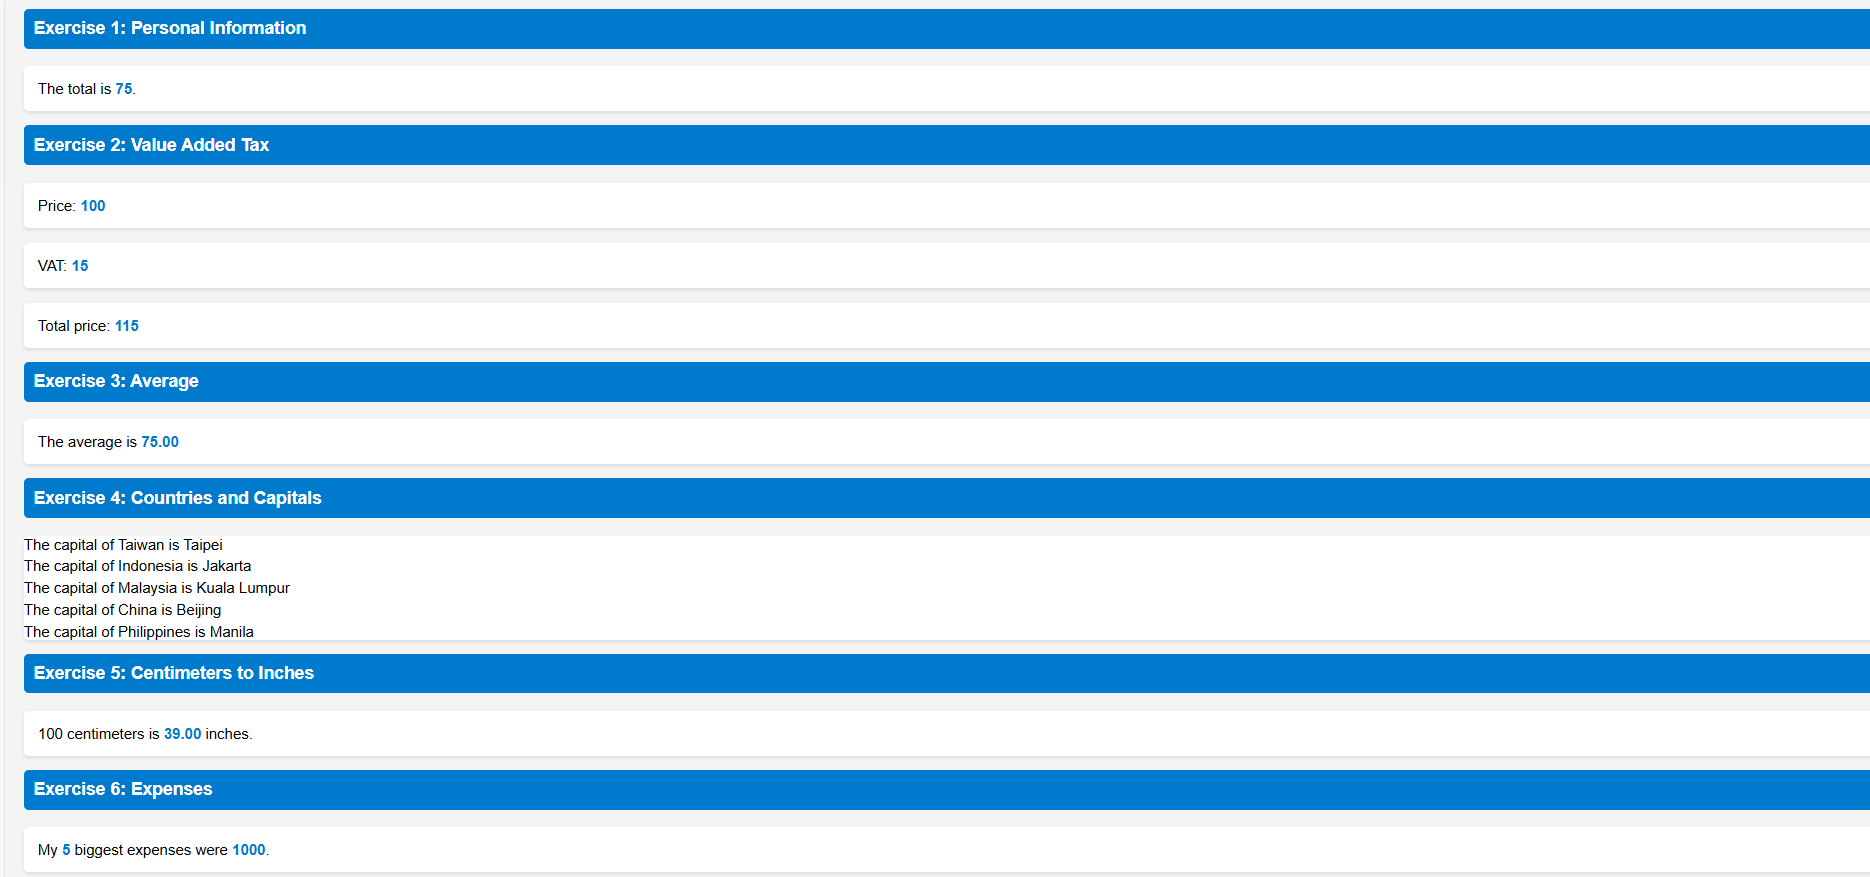 Exercise 1: Personal Information
The total is 75.
Exercise 2: Value Added Tax
Price: 100
VAT: 15
Total price: 115
Exercise 3: Average
The average is 75.00
Exercise 4: Countries and Capitals
The capital of Taiwan is Taipei
The capital of Indonesia is Jakarta
The capital of Malaysia is Kuala Lumpur
The capital of China is Beijing
The capital of Philippines is Manila
Exercise 5: Centimeters to Inches
100 centimeters is 39.00 inches.
Exercise 6: Expenses
My 5 biggest expenses were 1000.